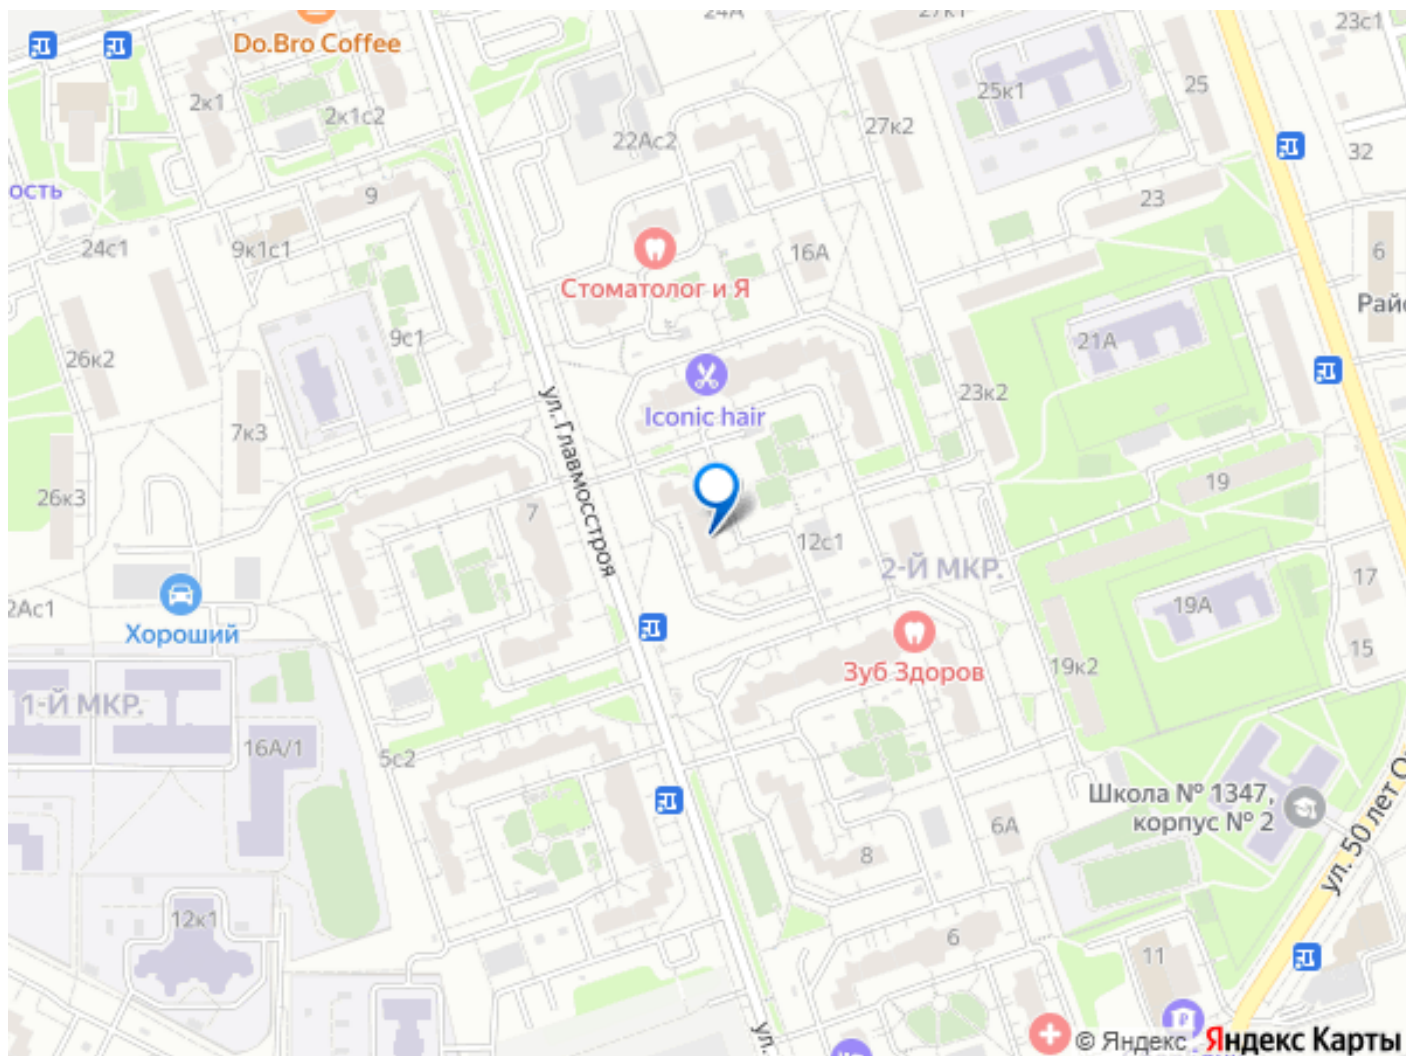 24А
27к1
23с1
Do.Bro Coffee
2к1
2к1с2
22Ас2
27к2
25к1
25
32
ость
9
24с1
9к1с1
16А
23
6
Стоматолог и Я
Рай
26к2
9с1
21А
23к2
Iconic hair
7к3
ул. Главмосстроя
26к3
7
19
12с1
2-Й МКР.
17
2Ас1
Хороший
19А
15
Зуб Здоров
19к2
1-Й МКР.
16А/1
5с2
Школа № 1347,
корпус № 2
6А
8
ул. 50 лет О
12к1
6
11
ул.
© Яндекс
Яндекс Карты